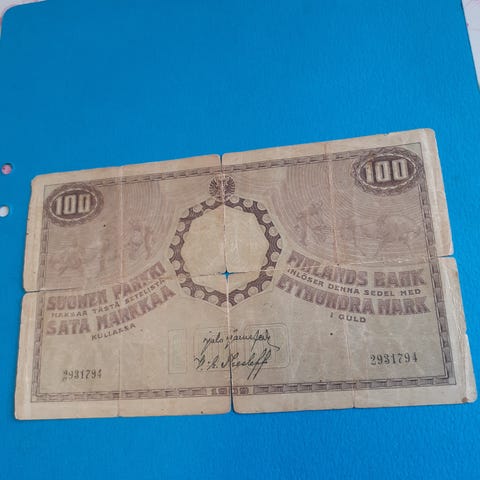 100
100
SUOMEN PANKKI
MAKSAA TÄSTÄ SETELISTÄ
SATA MARKKAA
KULLASSA
FINLANDS BANK
INLÖSER DENNA SEDEL MED
ETTHUNDRA MARK
I GULD
2931794
2931794
1909